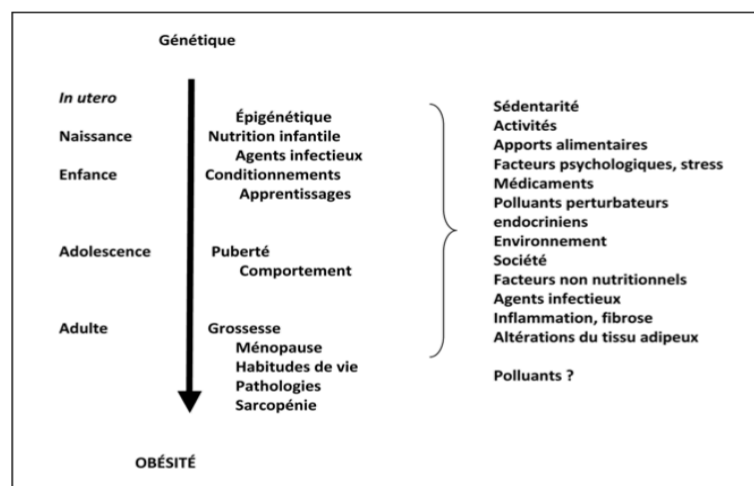 Génétique
In utero
Épigénétique
Naissance Nutrition infantile
Agents infectieux
Enfance Conditionnements
Apprentissages
Adolescence Puberté
Comportement
Adulte Grossesse
Ménopause
Habitudes de vie
Pathologies
Sarcopénie
OBÉSITÉ
Sédentarité
Activités
Apports alimentaires
Facteurs psychologiques, stress
Médicaments
Polluants perturbateurs
endocriniens
Environnement
Société
Facteurs non nutritionnels
Agents infectieux
Inflammation, fibrose
Altérations du tissu adipeux
Polluants ?